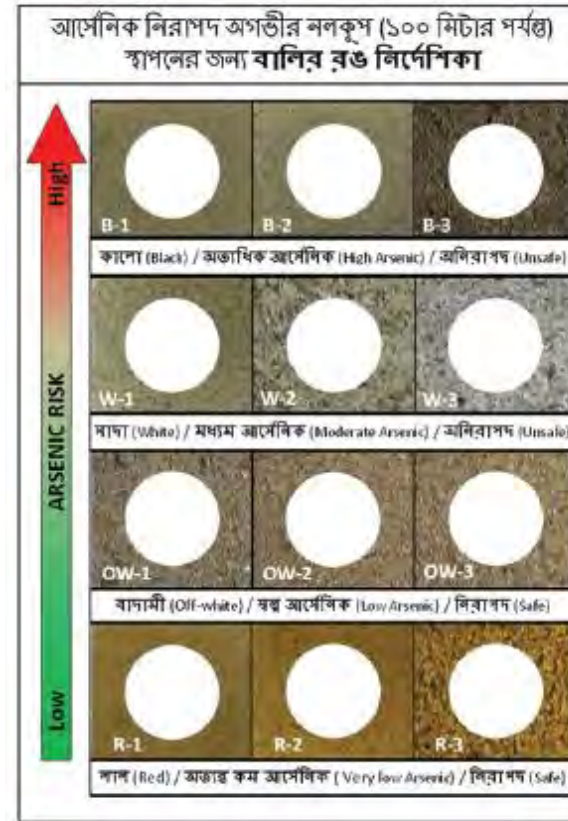 আর্সেনিক নিরাপদ অগভীর নলকূপ (১০০ মিটার পর্যন্ত)
স্থাপনের জন্য বালির রঙ নির্দেশিকা
High
ARSENIC RISK
Low
B-1 B-2 B-3
কালো (Black) / অত্যধিক আর্সেনিক (High Arsenic) / অনিরাপদ (Unsafe)
W-1 W-2 W-3
সাদা (White) / মধ্যম আর্সেনিক (Moderate Arsenic) / অনিরাপদ (Unsafe)
OW-1 OW-2 OW-3
বাদামী (Off-white) / স্বল্প আর্সেনিক (Low Arsenic) / নিরাপদ (Safe)
R-1 R-2 R-3
লাল (Red) / অত্যন্ত কম আর্সেনিক ( Very low Arsenic) / নিরাপদ (Safe)